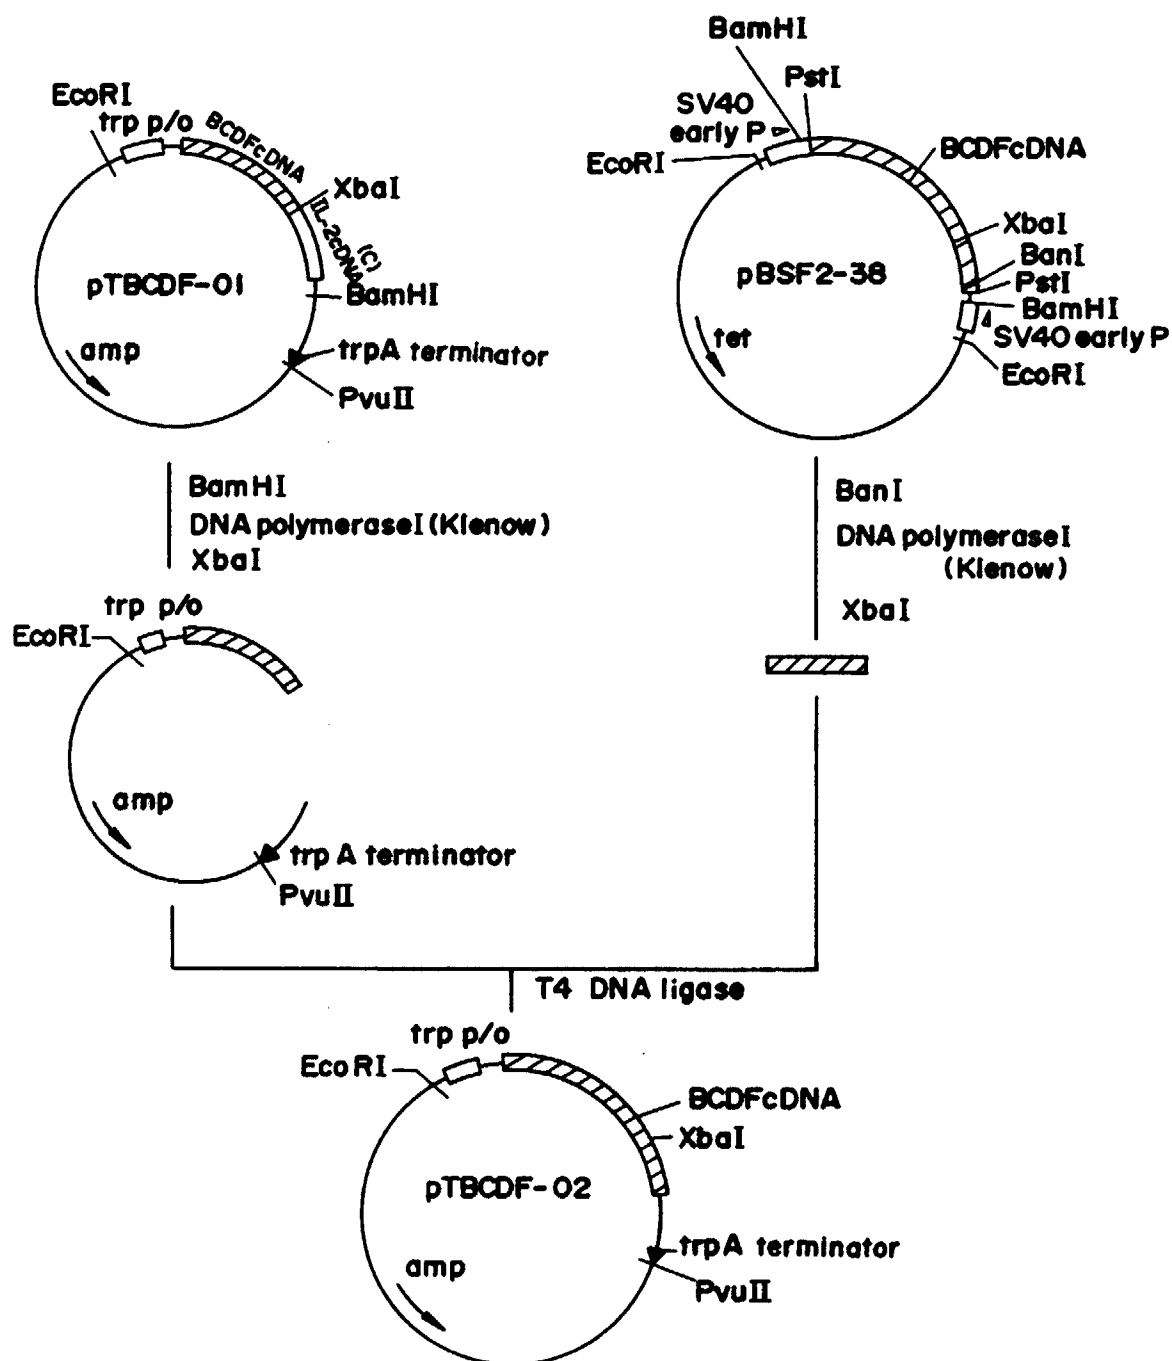 EcoRI
trp p/o
BCDFcDNA
XbaI
IL-2cDNA
(C)
pTBCDF-01
BamHI
amp
trpA terminator
PvuII
BamHI
PstI
SV40
early P
EcoRI
BCDFcDNA
XbaI
BanI
PstI
BamHI
SV40 early P
EcoRI
pBSF2-38
tet
BamHI
DNA polymeraseI (Klenow)
XbaI
BanI
DNA polymeraseI
(Klenow)
XbaI
trp p/o
EcoRI
amp
trpA terminator
PvuII
T4 DNA ligase
trp p/o
EcoRI
BCDFcDNA
XbaI
pTBCDF-02
trpA terminator
amp
PvuII